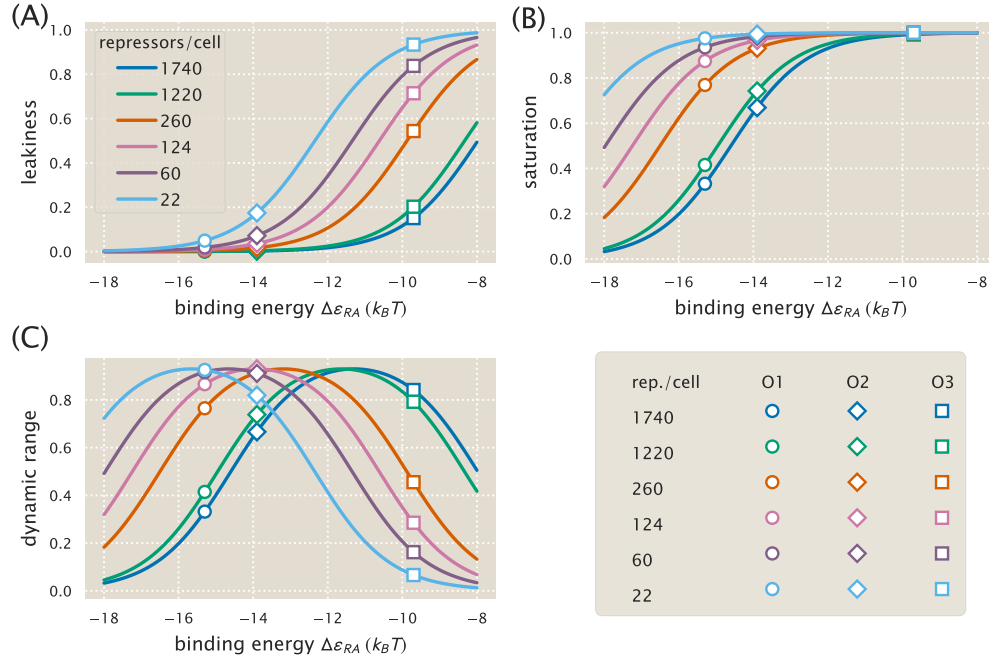 (A)
leakiness
1.0
0.8
0.6
0.4
0.2
0.0
repressors/cell
1740
1220
260
124
60
22
−18 −16 −14 −12 −10 −8
binding energy Δε_RA (k_BT)
(B)
saturation
1.0
0.8
0.6
0.4
0.2
0.0
−18 −16 −14 −12 −10 −8
binding energy Δε_RA (k_BT)
(C)
dynamic range
0.8
0.6
0.4
0.2
0.0
−18 −16 −14 −12 −10 −8
binding energy Δε_RA (k_BT)
rep./cell O1 O2 O3
1740
1220
260
124
60
22